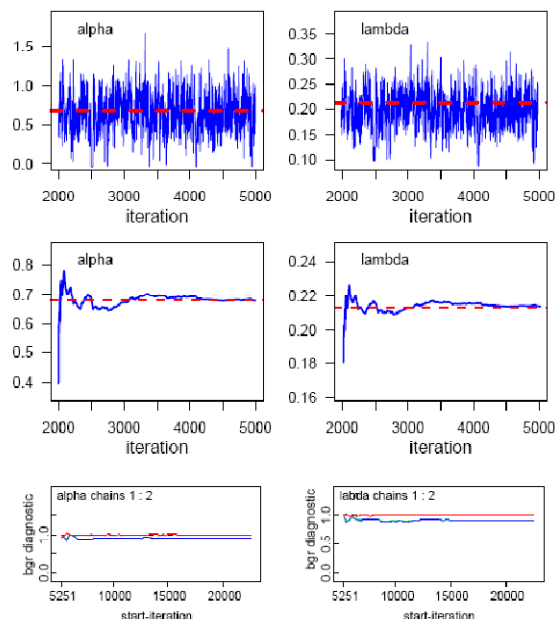 alpha
1.5
1.0
0.5
0.0
2000 3000 4000 5000
iteration
lambda
0.35
0.30
0.25
0.20
0.15
0.10
2000 3000 4000 5000
iteration
alpha
0.8
0.7
0.6
0.5
0.4
2000 3000 4000 5000
iteration
lambda
0.24
0.22
0.20
0.18
0.16
2000 3000 4000 5000
iteration
alpha chains 1 : 2
bgr diagnostic
1.0
0.0
5251 10000 15000 20000
start-iteration
labda chains 1 : 2
bgr diagnostic
1.0
0.5
0.0
5251 10000 15000 20000
start-iteration